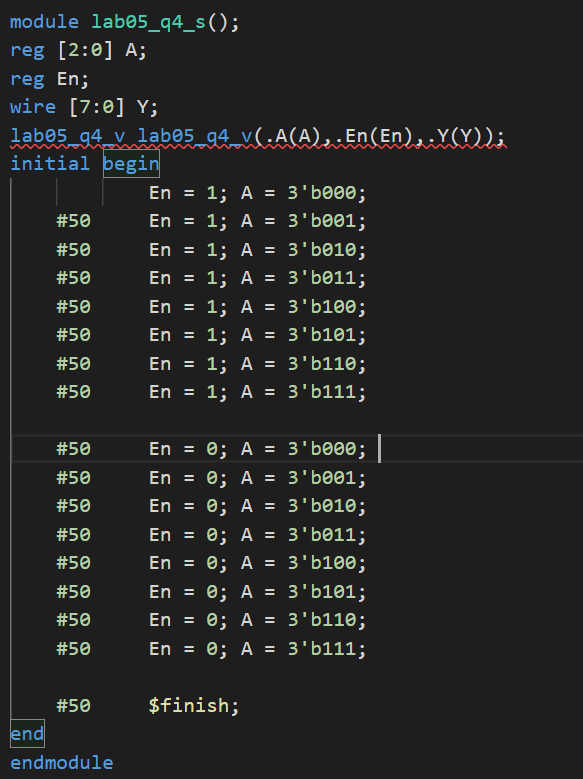 module lab05_q4_s();
reg [2:0] A;
reg En;
wire [7:0] Y;
lab05_q4_v lab05_q4_v(.A(A),.En(En),.Y(Y));
initial begin
            En = 1; A = 3'b000;
    #50     En = 1; A = 3'b001;
    #50     En = 1; A = 3'b010;
    #50     En = 1; A = 3'b011;
    #50     En = 1; A = 3'b100;
    #50     En = 1; A = 3'b101;
    #50     En = 1; A = 3'b110;
    #50     En = 1; A = 3'b111;
    #50     En = 0; A = 3'b000;
    #50     En = 0; A = 3'b001;
    #50     En = 0; A = 3'b010;
    #50     En = 0; A = 3'b011;
    #50     En = 0; A = 3'b100;
    #50     En = 0; A = 3'b101;
    #50     En = 0; A = 3'b110;
    #50     En = 0; A = 3'b111;
    #50     $finish;
end
endmodule